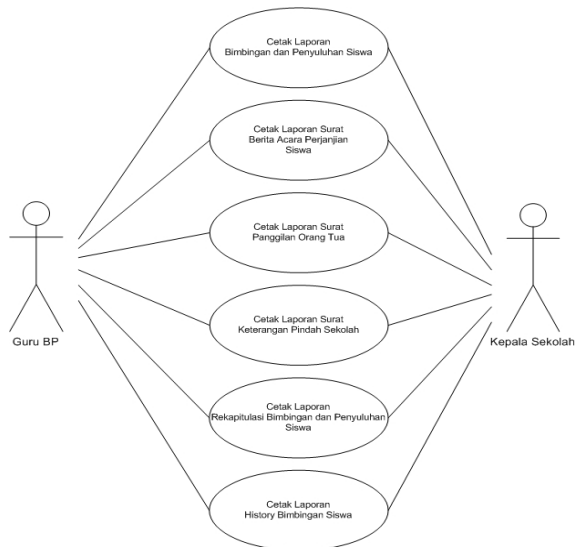 Cetak Laporan
Bimbingan dan Penyuluhan Siswa
Cetak Laporan Surat
Berita Acara Perjanjian
Siswa
Cetak Laporan Surat
Panggilan Orang Tua
Cetak Laporan Surat
Keterangan Pindah Sekolah
Guru BP
Kepala Sekolah
Cetak Laporan
Rekapitulasi Bimbingan dan Penyuluhan
Siswa
Cetak Laporan
History Bimbingan Siswa